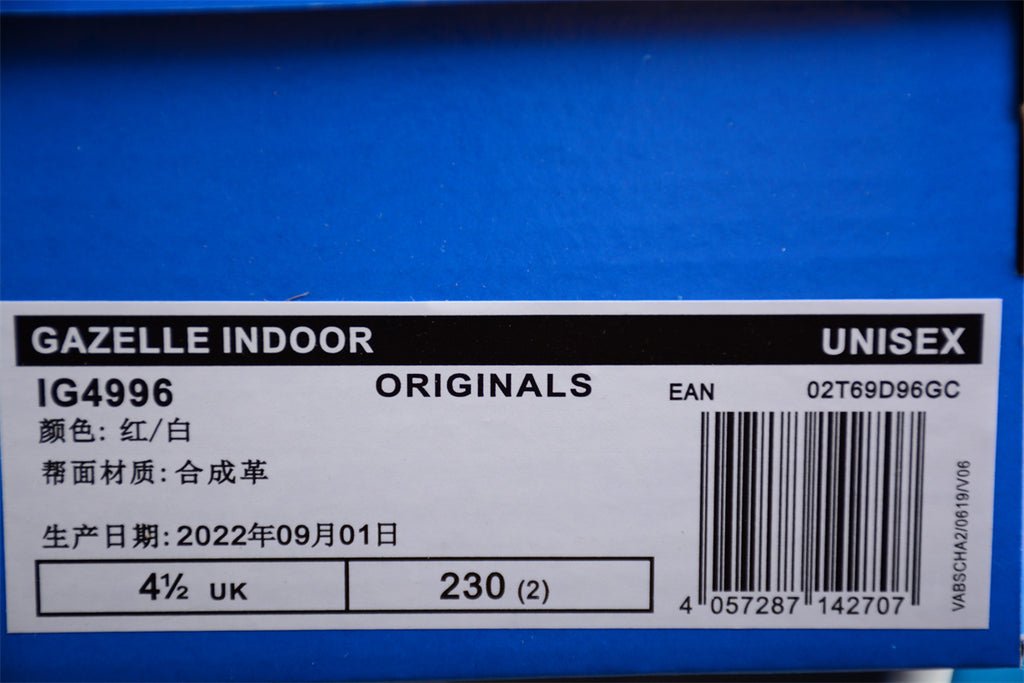 GAZELLE INDOOR UNISEX
IG4996 ORIGINALS EAN 02T69D96GC
颜色: 红/白
帮面材质: 合成革
生产日期: 2022年09月01日
4½ UK 230 (2)
4 057287 142707
VABSCHA2/0619/V06